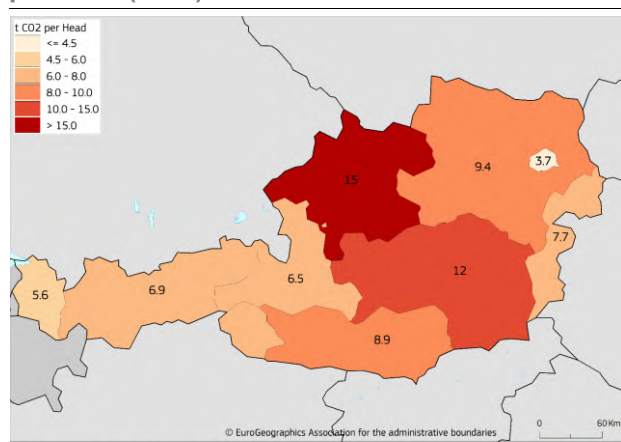 t CO2 per Head
<= 4.5
4.5 - 6.0
6.0 - 8.0
8.0 - 10.0
10.0 - 15.0
> 15.0
15
9.4
3.7
7.7
6.5
12
6.9
5.6
8.9
© EuroGeographics Association for the administrative boundaries
0 60 Km